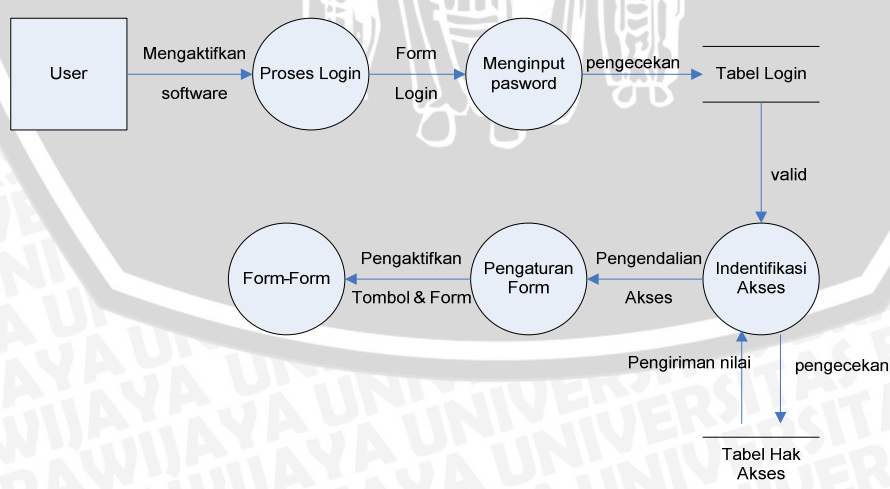 User
Mengaktifkan
software
Proses Login
Form
Login
Menginput
pasword
pengecekan
Tabel Login
valid
Indentifikasi
Akses
Pengendalian
Akses
Pengaturan
Form
Pengaktifkan
Tombol & Form
Form-Form
Pengiriman nilai
pengecekan
Tabel Hak
Akses